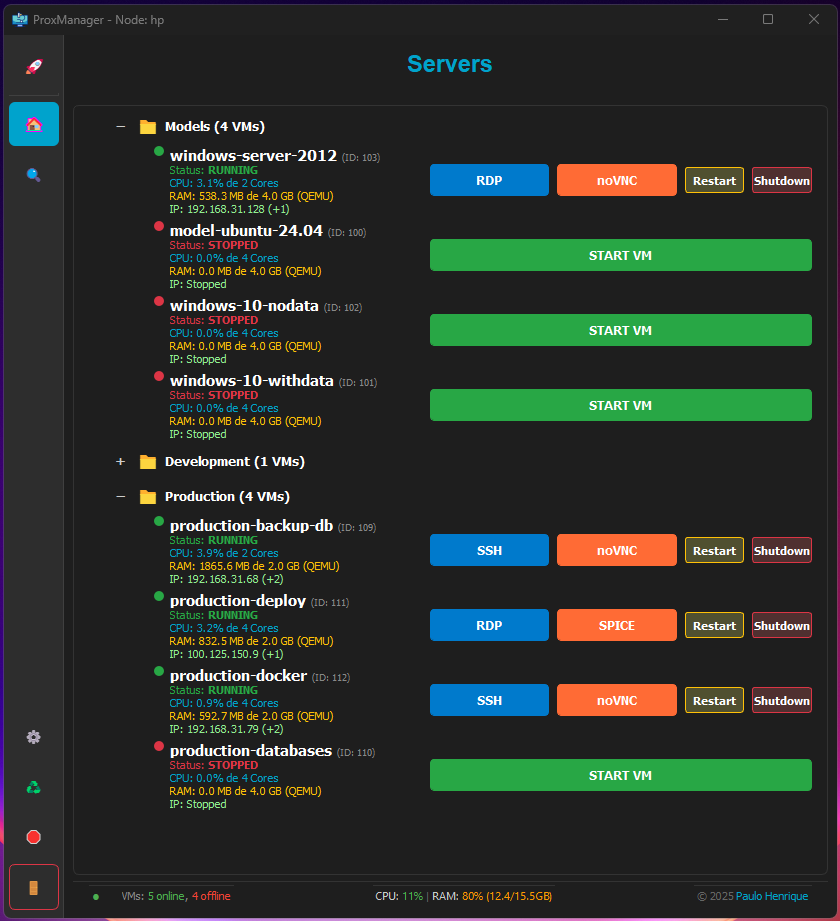 ProxManager - Node: hp
Servers
− Models (4 VMs)
windows-server-2012 (ID: 103)
Status: RUNNING
CPU: 3.1% de 2 Cores
RAM: 538.3 MB de 4.0 GB (QEMU)
IP: 192.168.31.128 (+1)
RDP noVNC Restart Shutdown
model-ubuntu-24.04 (ID: 100)
Status: STOPPED
CPU: 0.0% de 4 Cores
RAM: 0.0 MB de 4.0 GB (QEMU)
IP: Stopped
START VM
windows-10-nodata (ID: 102)
Status: STOPPED
CPU: 0.0% de 4 Cores
RAM: 0.0 MB de 4.0 GB (QEMU)
IP: Stopped
START VM
windows-10-withdata (ID: 101)
Status: STOPPED
CPU: 0.0% de 4 Cores
RAM: 0.0 MB de 4.0 GB (QEMU)
IP: Stopped
START VM
+ Development (1 VMs)
− Production (4 VMs)
production-backup-db (ID: 109)
Status: RUNNING
CPU: 3.9% de 2 Cores
RAM: 1865.6 MB de 2.0 GB (QEMU)
IP: 192.168.31.68 (+2)
SSH noVNC Restart Shutdown
production-deploy (ID: 111)
Status: RUNNING
CPU: 3.2% de 4 Cores
RAM: 832.5 MB de 2.0 GB (QEMU)
IP: 100.125.150.9 (+1)
RDP SPICE Restart Shutdown
production-docker (ID: 112)
Status: RUNNING
CPU: 0.9% de 4 Cores
RAM: 592.7 MB de 2.0 GB (QEMU)
IP: 192.168.31.79 (+2)
SSH noVNC Restart Shutdown
production-databases (ID: 110)
Status: STOPPED
CPU: 0.0% de 4 Cores
RAM: 0.0 MB de 4.0 GB (QEMU)
IP: Stopped
START VM
VMs: 5 online, 4 offline CPU: 11% | RAM: 80% (12.4/15.5GB) © 2025 Paulo Henrique